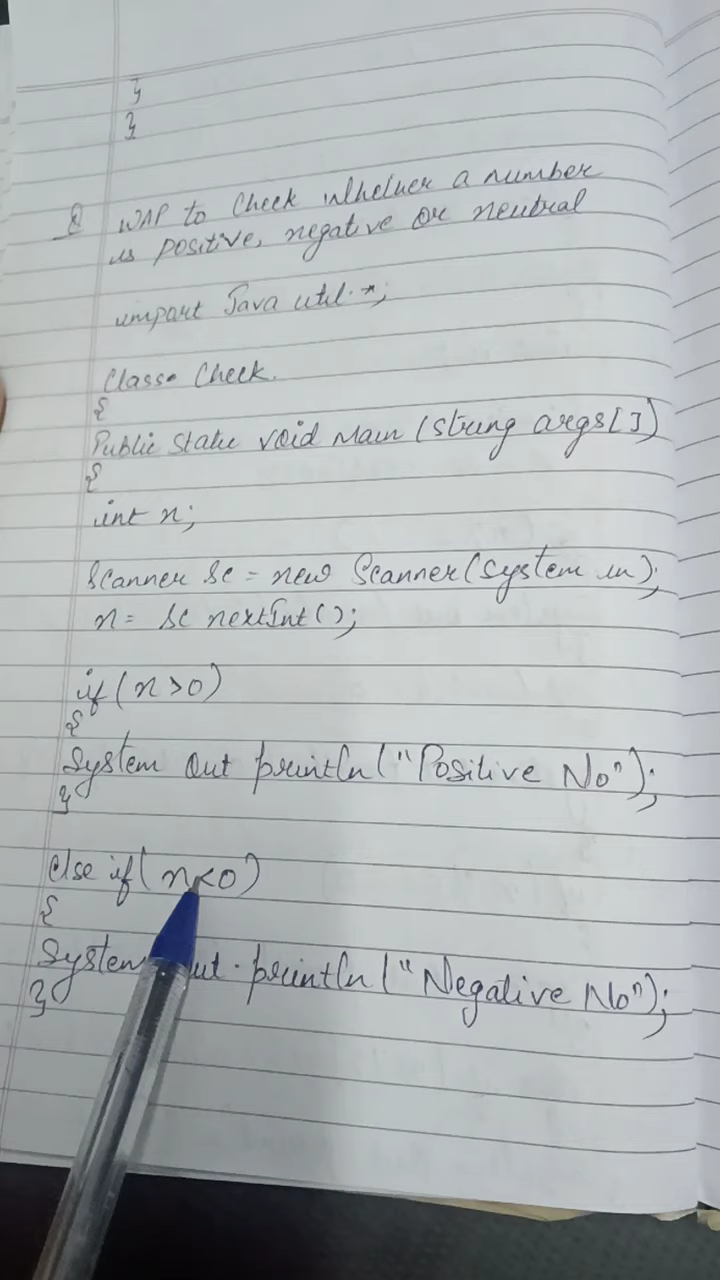 }
}
Q WAP to Check Whether a number
is positive, negative or neutral
import Java util.*;
Class Check.
{
Public Static void Main (string args[])
{
int n;
Scanner Sc = new Scanner(System in);
n = Sc nextInt();
if(n>0)
{
System Out println("Positive No");
}
else if(n<0)
{
System out.println("Negative No");
}